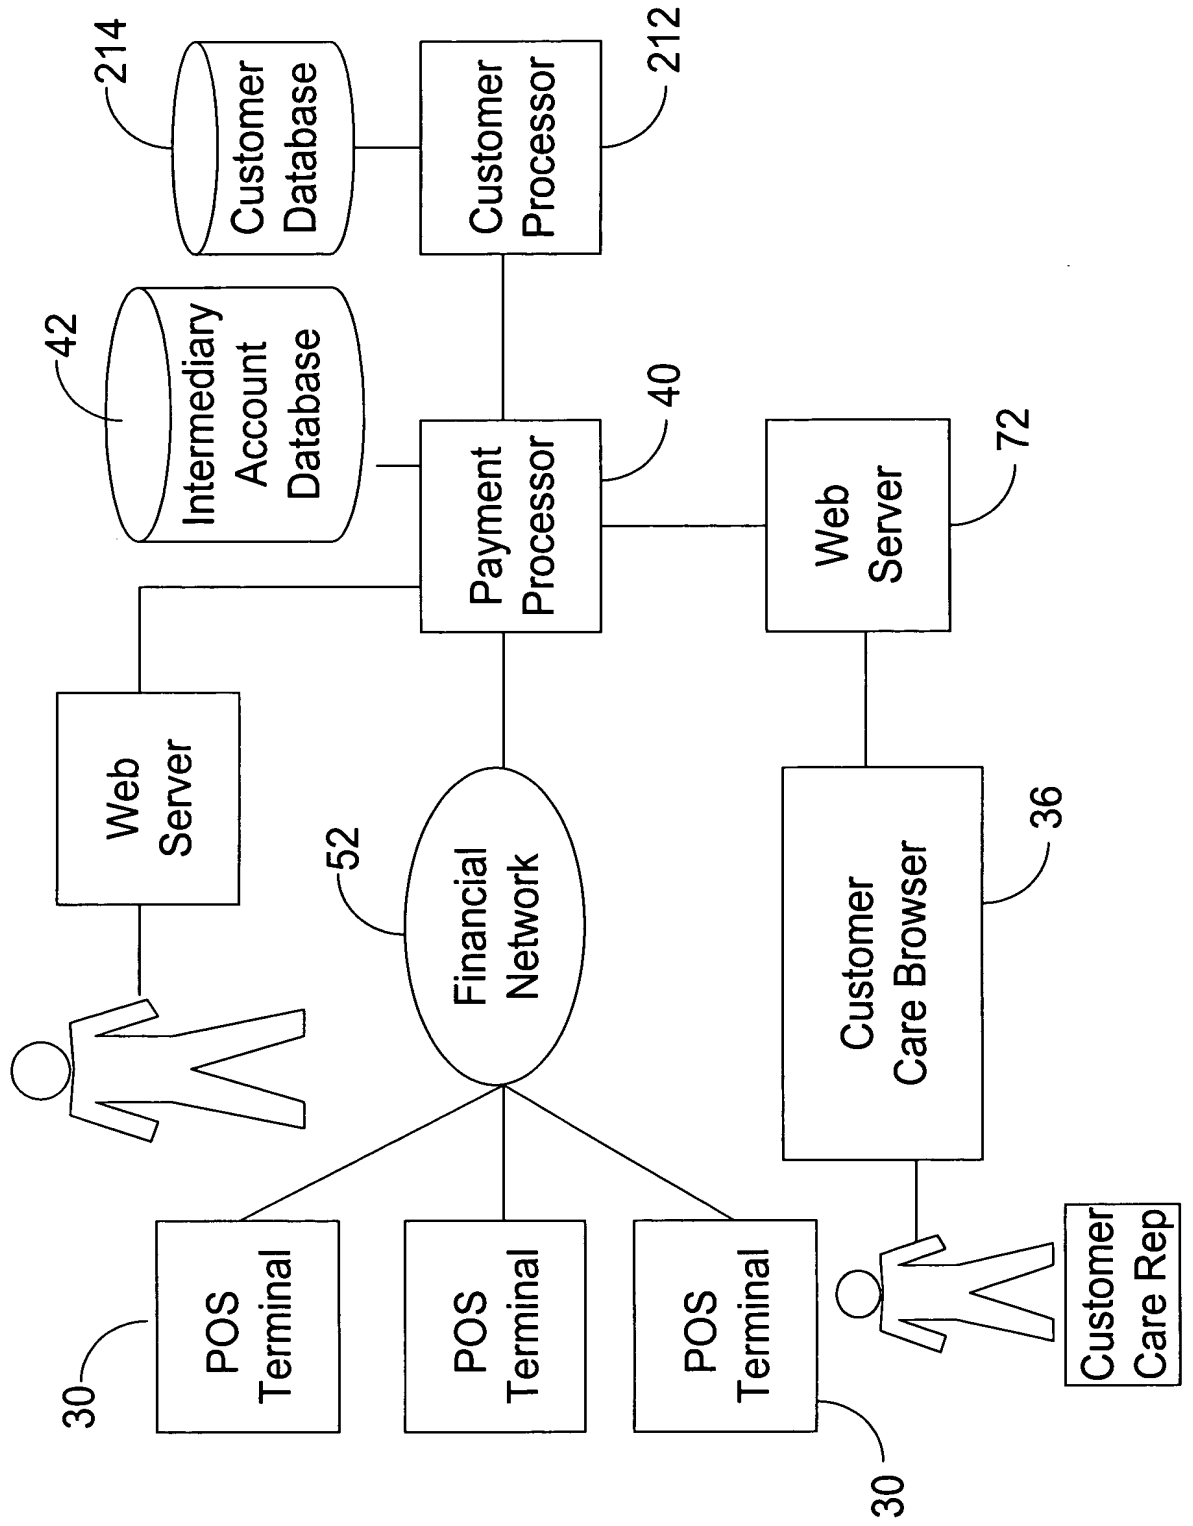 214
Customer
Database
42
Intermediary
Account
Database
Customer
Processor
212
Web
Server
Payment
Processor
40
52
Financial
Network
30
POS
Terminal
POS
Terminal
POS
Terminal
30
Web
Server
72
Customer
Care Browser
36
Customer
Care Rep